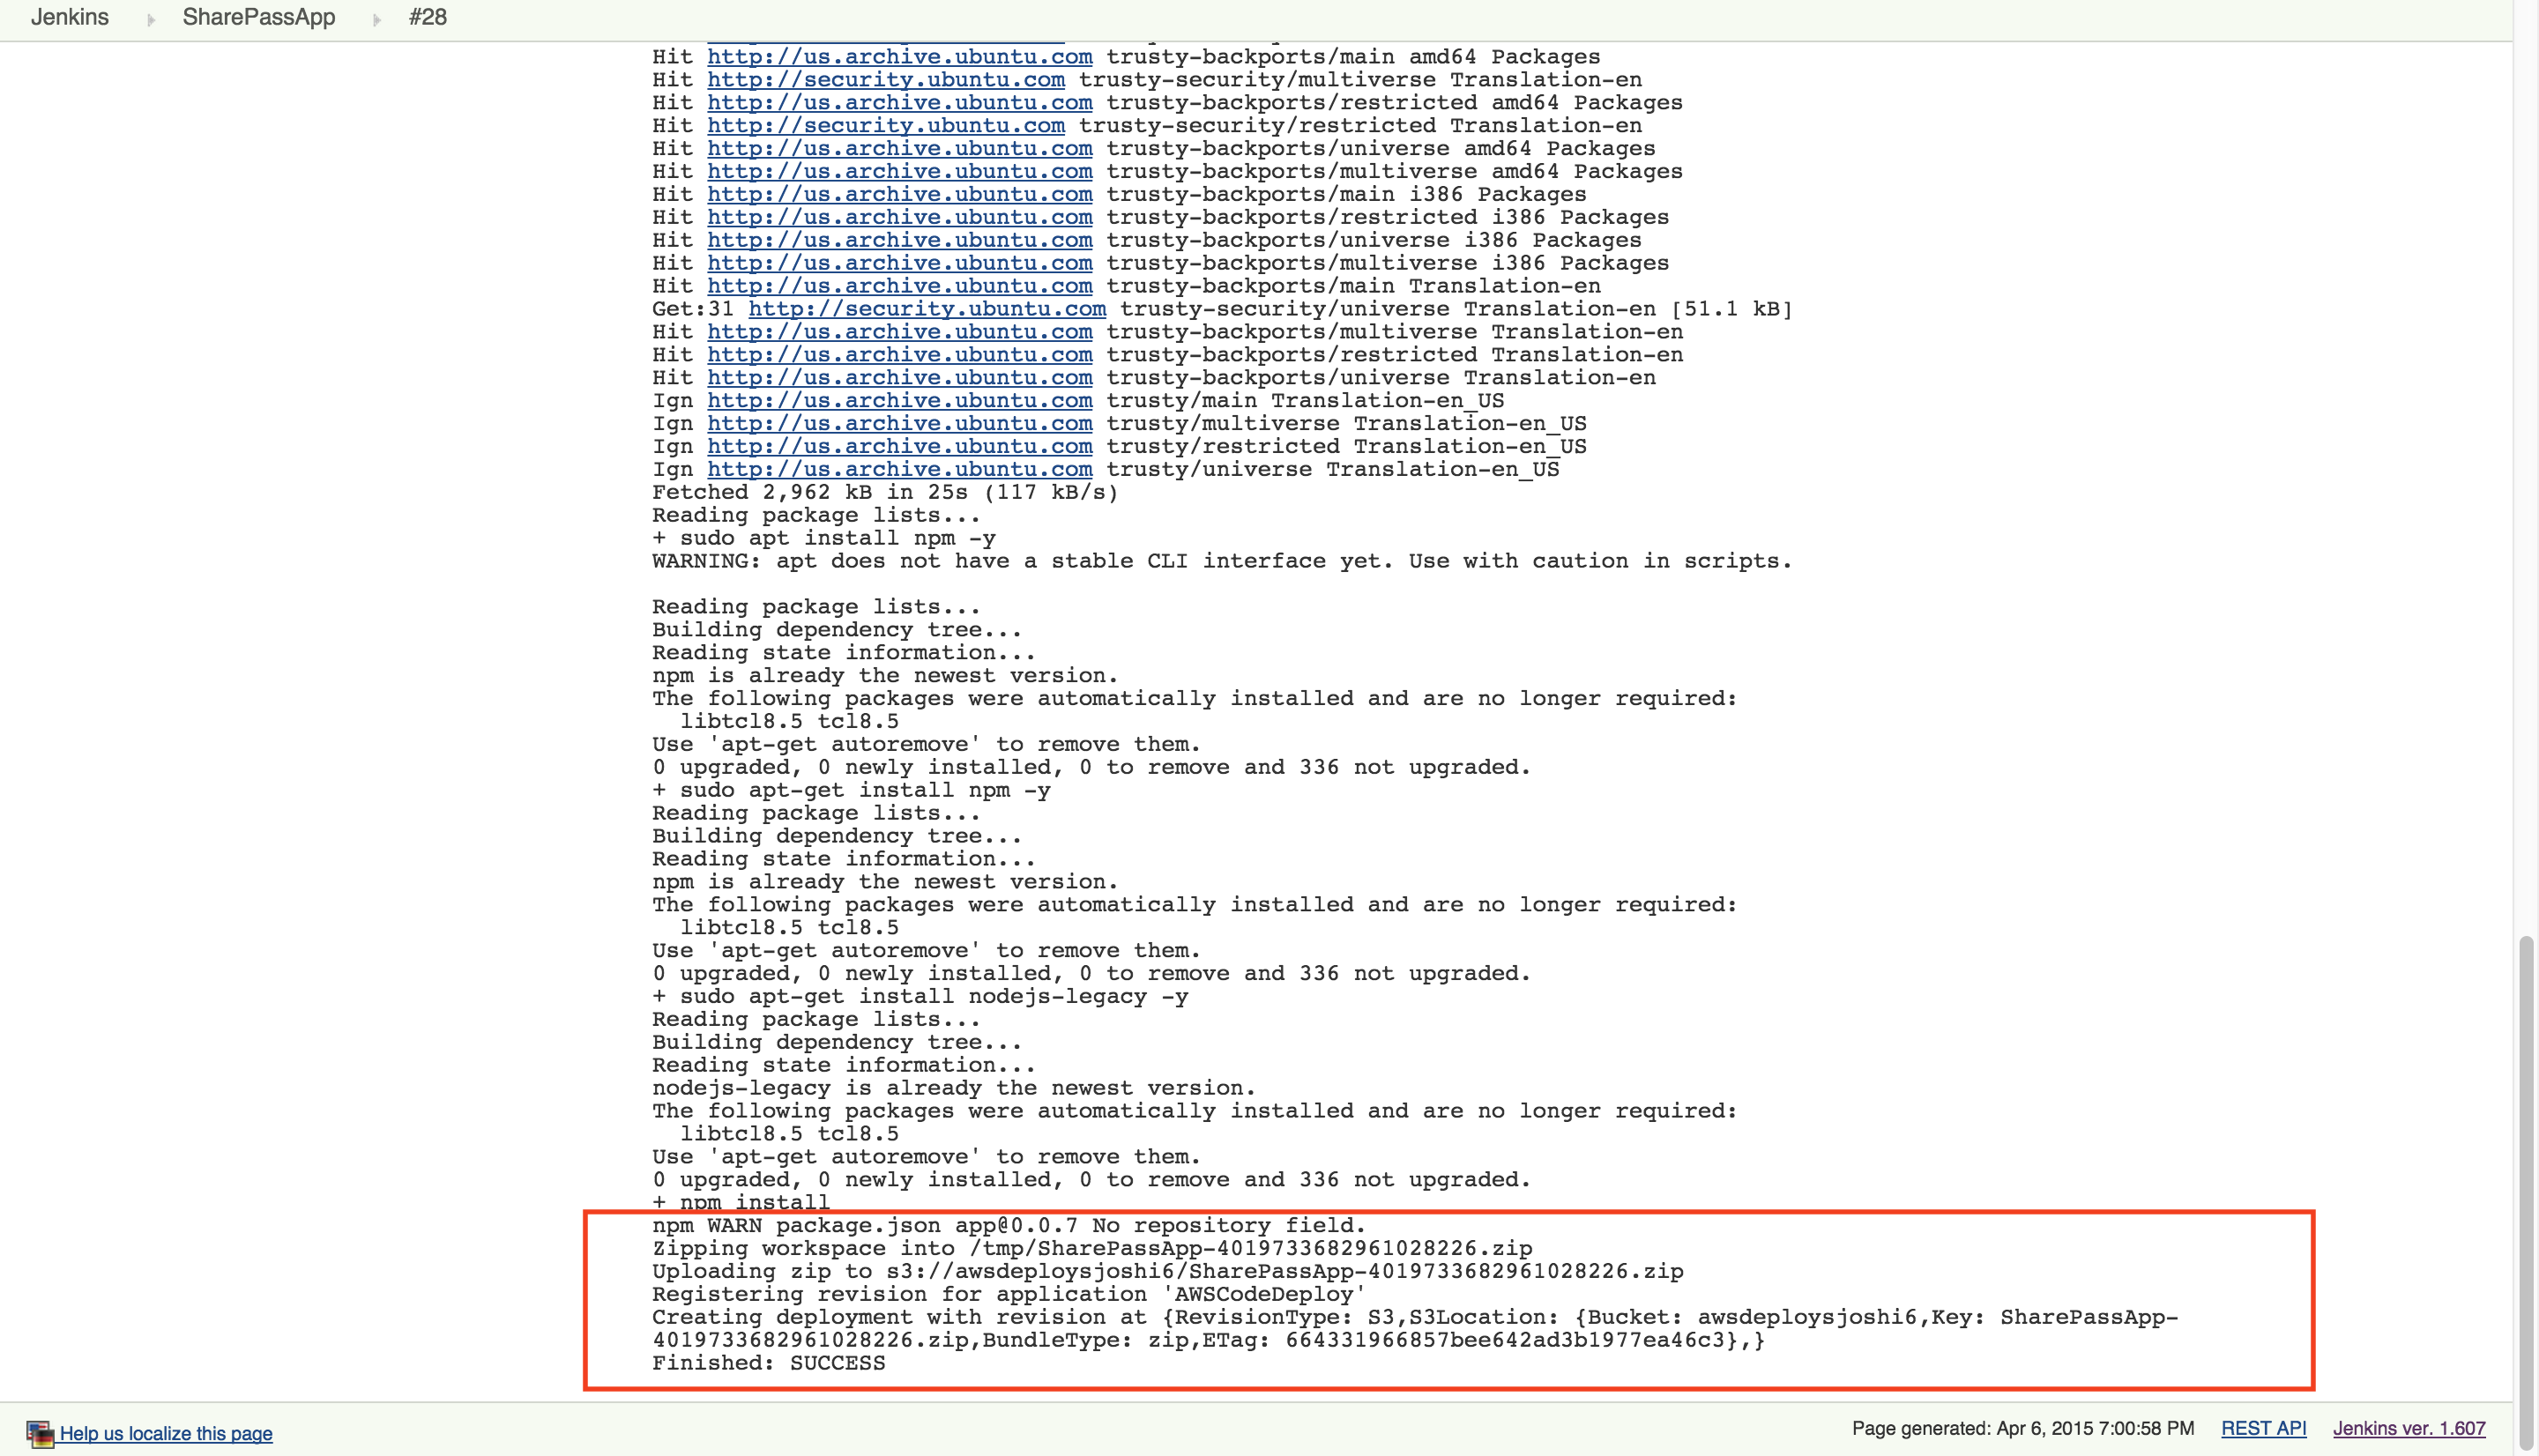 Jenkins SharePassApp #28
Hit http://us.archive.ubuntu.com trusty-backports/main amd64 Packages
Hit http://security.ubuntu.com trusty-security/multiverse Translation-en
Hit http://us.archive.ubuntu.com trusty-backports/restricted amd64 Packages
Hit http://security.ubuntu.com trusty-security/restricted Translation-en
Hit http://us.archive.ubuntu.com trusty-backports/universe amd64 Packages
Hit http://us.archive.ubuntu.com trusty-backports/multiverse amd64 Packages
Hit http://us.archive.ubuntu.com trusty-backports/main i386 Packages
Hit http://us.archive.ubuntu.com trusty-backports/restricted i386 Packages
Hit http://us.archive.ubuntu.com trusty-backports/universe i386 Packages
Hit http://us.archive.ubuntu.com trusty-backports/multiverse i386 Packages
Hit http://us.archive.ubuntu.com trusty-backports/main Translation-en
Get:31 http://security.ubuntu.com trusty-security/universe Translation-en [51.1 kB]
Hit http://us.archive.ubuntu.com trusty-backports/multiverse Translation-en
Hit http://us.archive.ubuntu.com trusty-backports/restricted Translation-en
Hit http://us.archive.ubuntu.com trusty-backports/universe Translation-en
Ign http://us.archive.ubuntu.com trusty/main Translation-en_US
Ign http://us.archive.ubuntu.com trusty/multiverse Translation-en_US
Ign http://us.archive.ubuntu.com trusty/restricted Translation-en_US
Ign http://us.archive.ubuntu.com trusty/universe Translation-en_US
Fetched 2,962 kB in 25s (117 kB/s)
Reading package lists...
+ sudo apt install npm -y
WARNING: apt does not have a stable CLI interface yet. Use with caution in scripts.
Reading package lists...
Building dependency tree...
Reading state information...
npm is already the newest version.
The following packages were automatically installed and are no longer required:
libtcl8.5 tcl8.5
Use 'apt-get autoremove' to remove them.
0 upgraded, 0 newly installed, 0 to remove and 336 not upgraded.
+ sudo apt-get install npm -y
Reading package lists...
Building dependency tree...
Reading state information...
npm is already the newest version.
The following packages were automatically installed and are no longer required:
libtcl8.5 tcl8.5
Use 'apt-get autoremove' to remove them.
0 upgraded, 0 newly installed, 0 to remove and 336 not upgraded.
+ sudo apt-get install nodejs-legacy -y
Reading package lists...
Building dependency tree...
Reading state information...
nodejs-legacy is already the newest version.
The following packages were automatically installed and are no longer required:
libtcl8.5 tcl8.5
Use 'apt-get autoremove' to remove them.
0 upgraded, 0 newly installed, 0 to remove and 336 not upgraded.
+ npm install
npm WARN package.json app@0.0.7 No repository field.
Zipping workspace into /tmp/SharePassApp-4019733682961028226.zip
Uploading zip to s3://awsdeploysjoshi6/SharePassApp-4019733682961028226.zip
Registering revision for application 'AWSCodeDeploy'
Creating deployment with revision at {RevisionType: S3,S3Location: {Bucket: awsdeploysjoshi6,Key: SharePassApp-
4019733682961028226.zip,BundleType: zip,ETag: 664331966857bee642ad3b1977ea46c3},}
Finished: SUCCESS
Help us localize this page Page generated: Apr 6, 2015 7:00:58 PM REST API Jenkins ver. 1.607